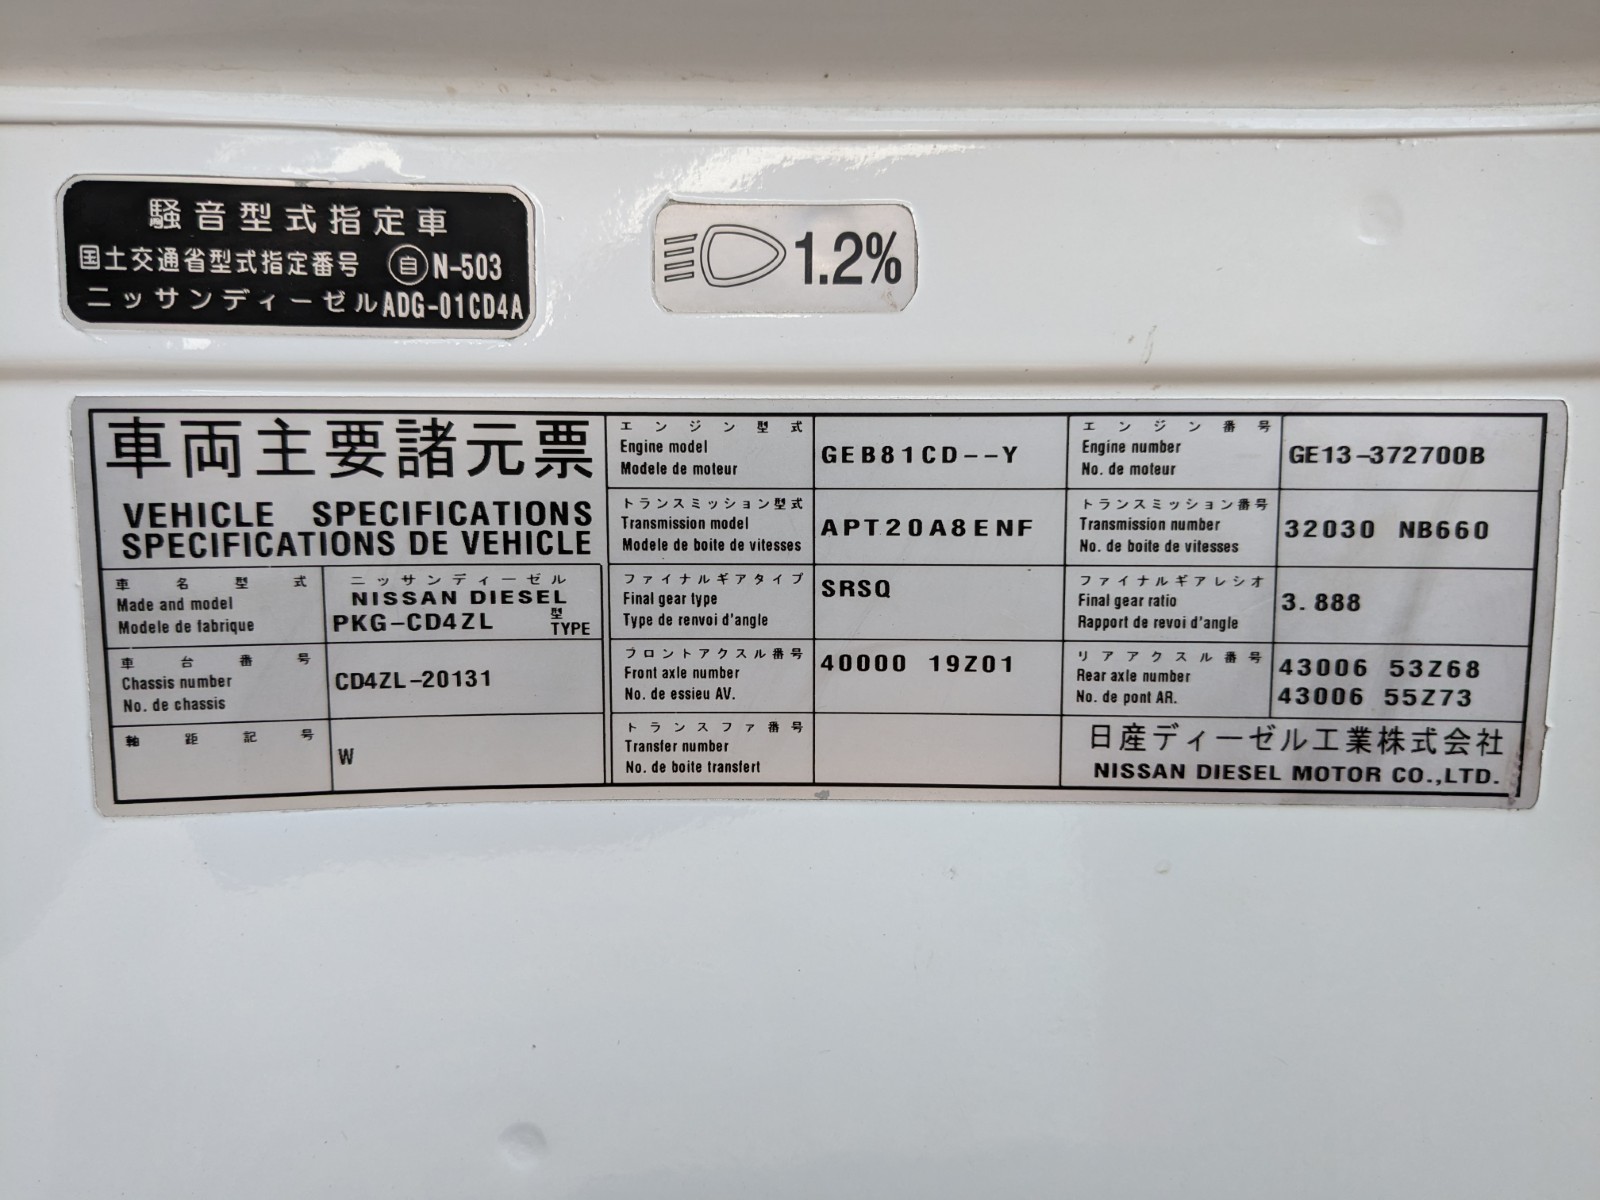 騒音型式指定車
国土交通省型式指定番号 自 N-503
ニッサンディーゼル ADG-01CD4A
1.2%
車両主要諸元票
VEHICLE SPECIFICATIONS
SPECIFICATIONS DE VEHICLE
車名型式
Made and model
Modele de fabrique
ニッサンディーゼル
NISSAN DIESEL
PKG-CD4ZL 型 TYPE
車台番号
Chassis number
No. de chassis
CD4ZL-20131
軸距記号
W
エンジン型式
Engine model
Modele de moteur
GEB81CD--Y
トランスミッション型式
Transmission model
Modele de boite de vitesses
APT20A8ENF
ファイナルギアタイプ
Final gear type
Type de renvoi d'angle
SRSQ
フロントアクスル番号
Front axle number
No. de essieu AV.
40000 19Z01
トランスファ番号
Transfer number
No. de boite transfert
エンジン番号
Engine number
No. de moteur
GE13-372700B
トランスミッション番号
Transmission number
No. de boite de vitesses
32030 NB660
ファイナルギアレシオ
Final gear ratio
Rapport de revoi d'angle
3.888
リアアクスル番号
Rear axle number
No. de pont AR.
43006 53Z68
43006 55Z73
日産ディーゼル工業株式会社
NISSAN DIESEL MOTOR CO.,LTD.